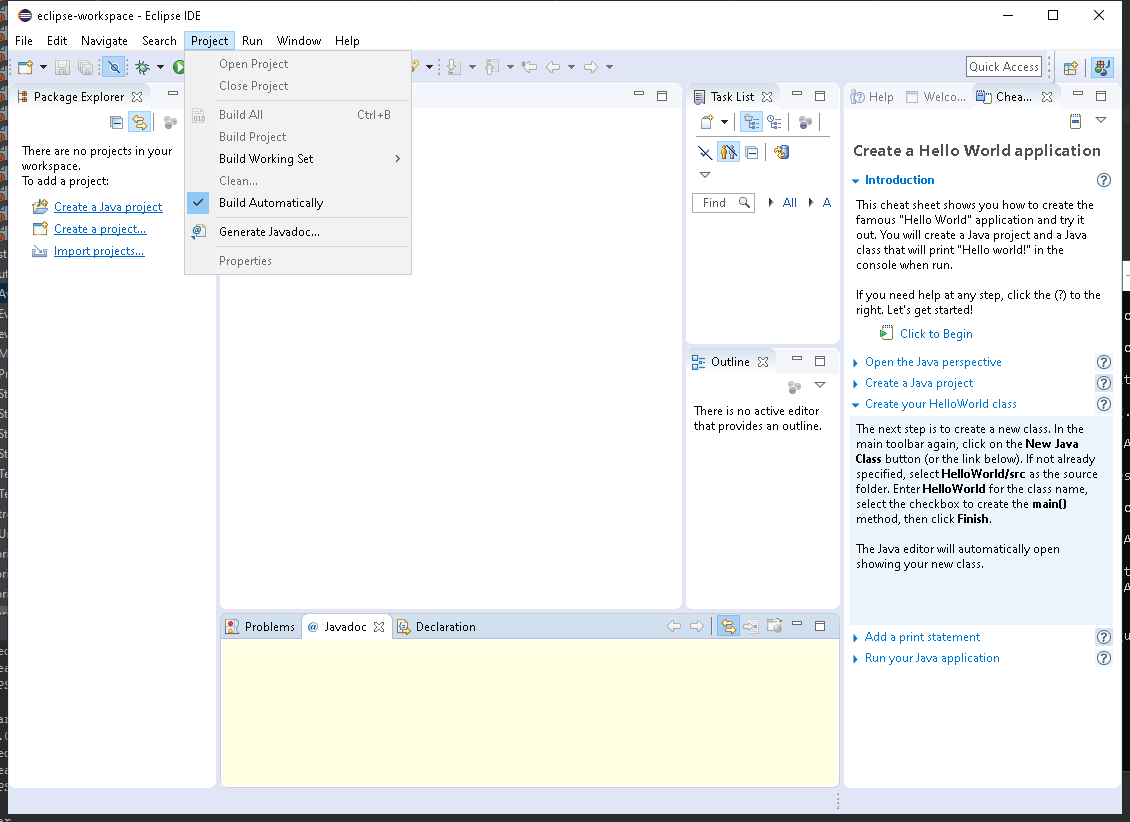 eclipse-workspace - Eclipse IDE
File Edit Navigate Search Project Run Window Help
Quick Access
Open Project
Close Project
Build All Ctrl+B
Build Project
Build Working Set
Clean...
Build Automatically
Generate Javadoc...
Properties
Package Explorer
There are no projects in your
workspace.
To add a project:
Create a Java project
Create a project...
Import projects...
Task List
Find All A
Outline
There is no active editor
that provides an outline.
Help Welco... Chea...
Create a Hello World application
Introduction
This cheat sheet shows you how to create the
famous "Hello World" application and try it
out. You will create a Java project and a Java
class that will print "Hello world!" in the
console when run.
If you need help at any step, click the (?) to the
right. Let's get started!
Click to Begin
Open the Java perspective
Create a Java project
Create your HelloWorld class
The next step is to create a new class. In the
main toolbar again, click on the New Java
Class button (or the link below). If not already
specified, select HelloWorld/src as the source
folder. Enter HelloWorld for the class name,
select the checkbox to create the main()
method, then click Finish.
The Java editor will automatically open
showing your new class.
Add a print statement
Run your Java application
Problems @ Javadoc Declaration